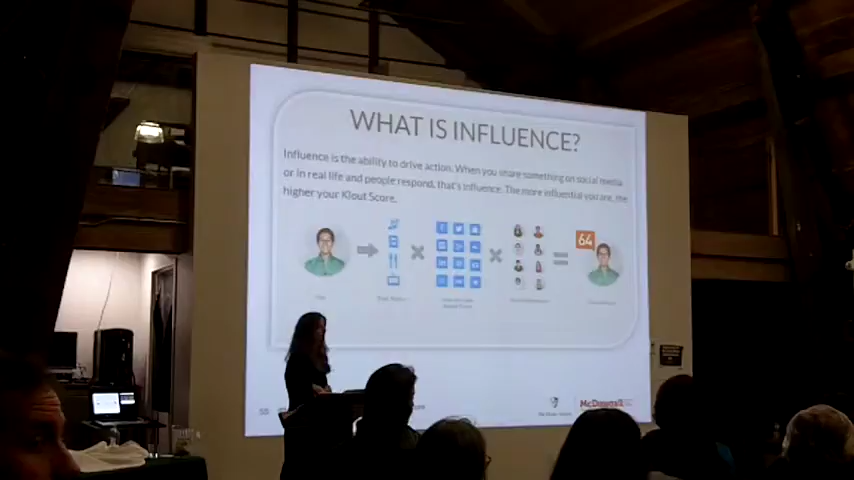 WHAT IS INFLUENCE?
Influence is the ability to drive action. When you share something on social media
or in real life and people respond, that's influence. The more influential you are, the
higher your Klout Score.
64